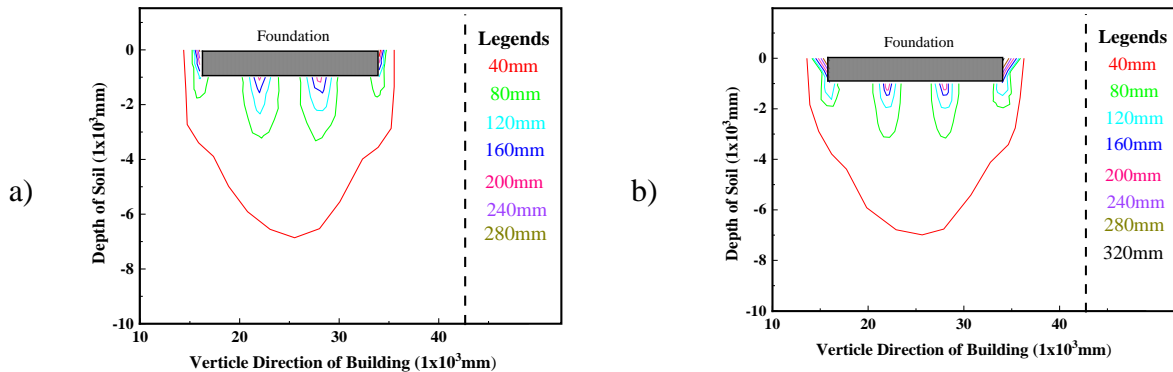 a)
Depth of Soil (1x10³mm)
0
-2
-4
-6
-8
-10
10
20
30
40
Verticle Direction of Building (1x10³mm)
Foundation
Legends
40mm
80mm
120mm
160mm
200mm
240mm
280mm
b)
Depth of Soil (1x10³mm)
0
-2
-4
-6
-8
-10
10
20
30
40
Verticle Direction of Building (1x10³mm)
Foundation
Legends
40mm
80mm
120mm
160mm
200mm
240mm
280mm
320mm